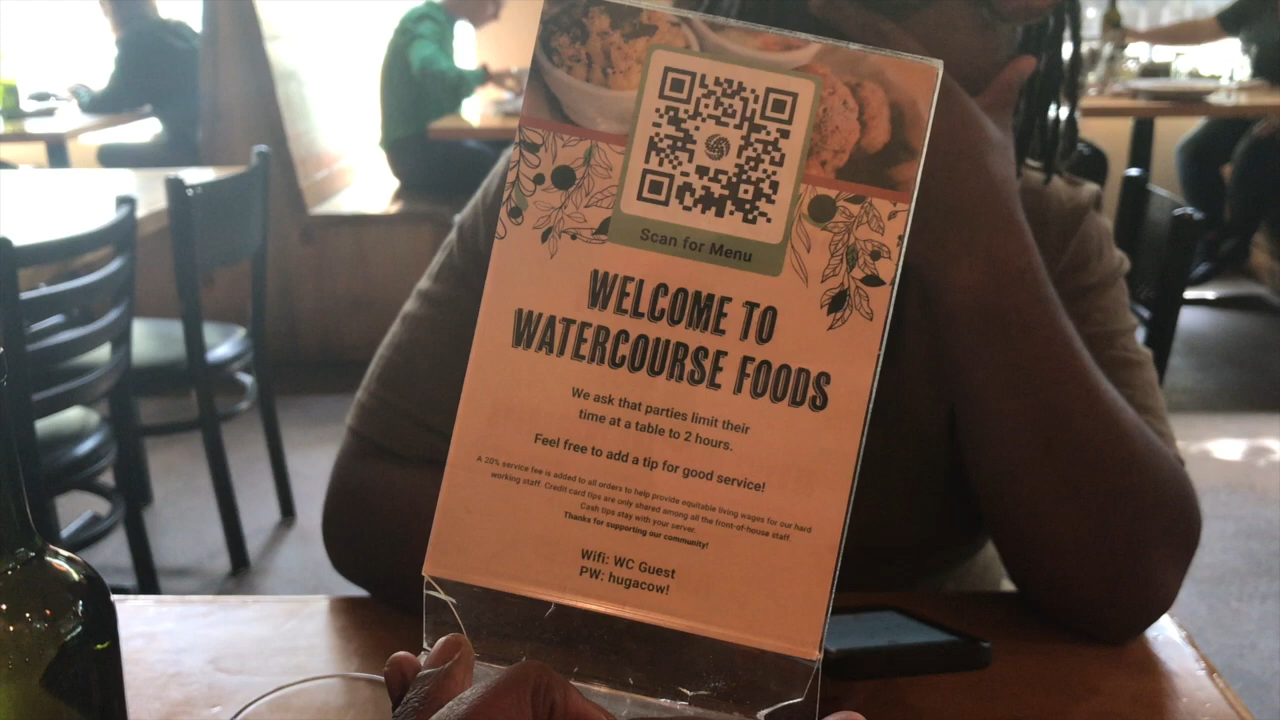 Scan for Menu
WELCOME TO
WATERCOURSE FOODS
We ask that parties limit their
time at a table to 2 hours.
Feel free to add a tip for good service!
A 20% service fee is added to all orders to help provide equitable living wages for our hard
working staff. Credit card tips are only shared among all the front-of-house staff.
Cash tips stay with your server.
Thanks for supporting our community!
Wifi: WC Guest
PW: hugacow!